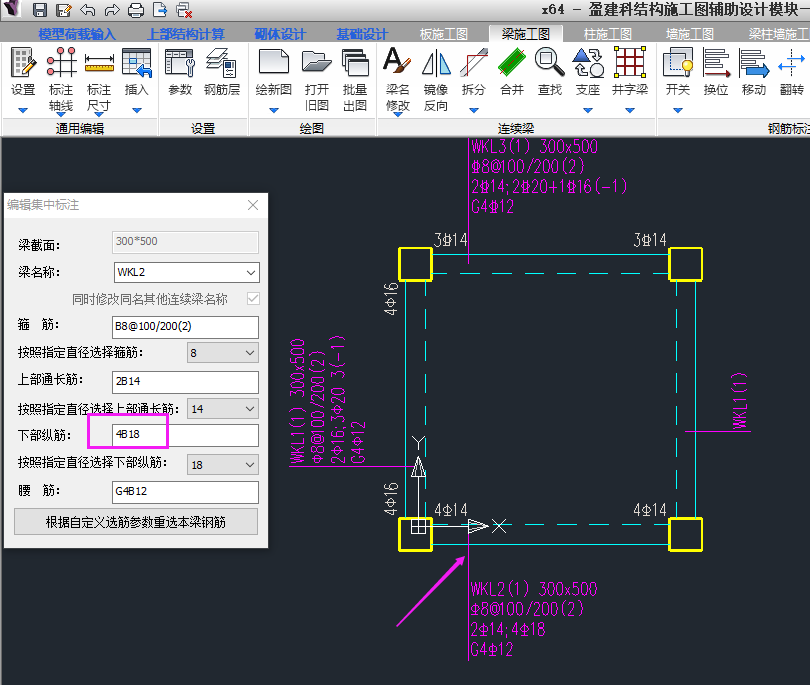 x64 - 盈建科结构施工图辅助设计模块一
模型荷载输入 上部结构计算 砌体设计 基础设计 板施工图 梁施工图 柱施工图 墙施工图 梁柱墙施工
设置 标注轴线 标注尺寸 插入 参数 钢筋层 绘新图 打开旧图 批量出图 梁名修改 镜像反向 拆分 合并 查找 支座 井字梁 开关 换位 移动 翻转
通用编辑 设置 绘图 连续梁 钢筋标注
编辑集中标注
梁截面: 300*500
梁名称: WKL2
同时修改同名其他连续梁名称
箍 筋: B8@100/200(2)
按照指定直径选择箍筋: 8
上部通长筋: 2B14
按照指定直径选择上部通长筋: 14
下部纵筋: 4B18
按照指定直径选择下部纵筋: 18
腰 筋: G4B12
根据自定义选筋参数重选本梁钢筋
WKL3(1) 300x500
Φ8@100/200(2)
2Φ14;2Φ20+1Φ16(-1)
G4Φ12
3Φ14
3Φ14
4Φ16
WKL1(1) 300x500
Φ8@100/200(2)
2Φ16;3Φ20 3(-1)
G4Φ12
WKL1(1)
Y
4Φ16
4Φ14
X
4Φ14
WKL2(1) 300x500
Φ8@100/200(2)
2Φ14;4Φ18
G4Φ12